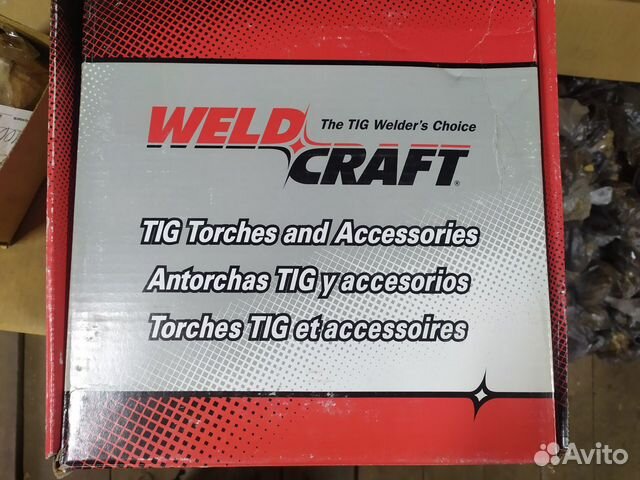 WELD
The TIG Welder's Choice
CRAFT®
TIG Torches and Accessories
Antorchas TIG y accesorios
Torches TIG et accessoires
Avito